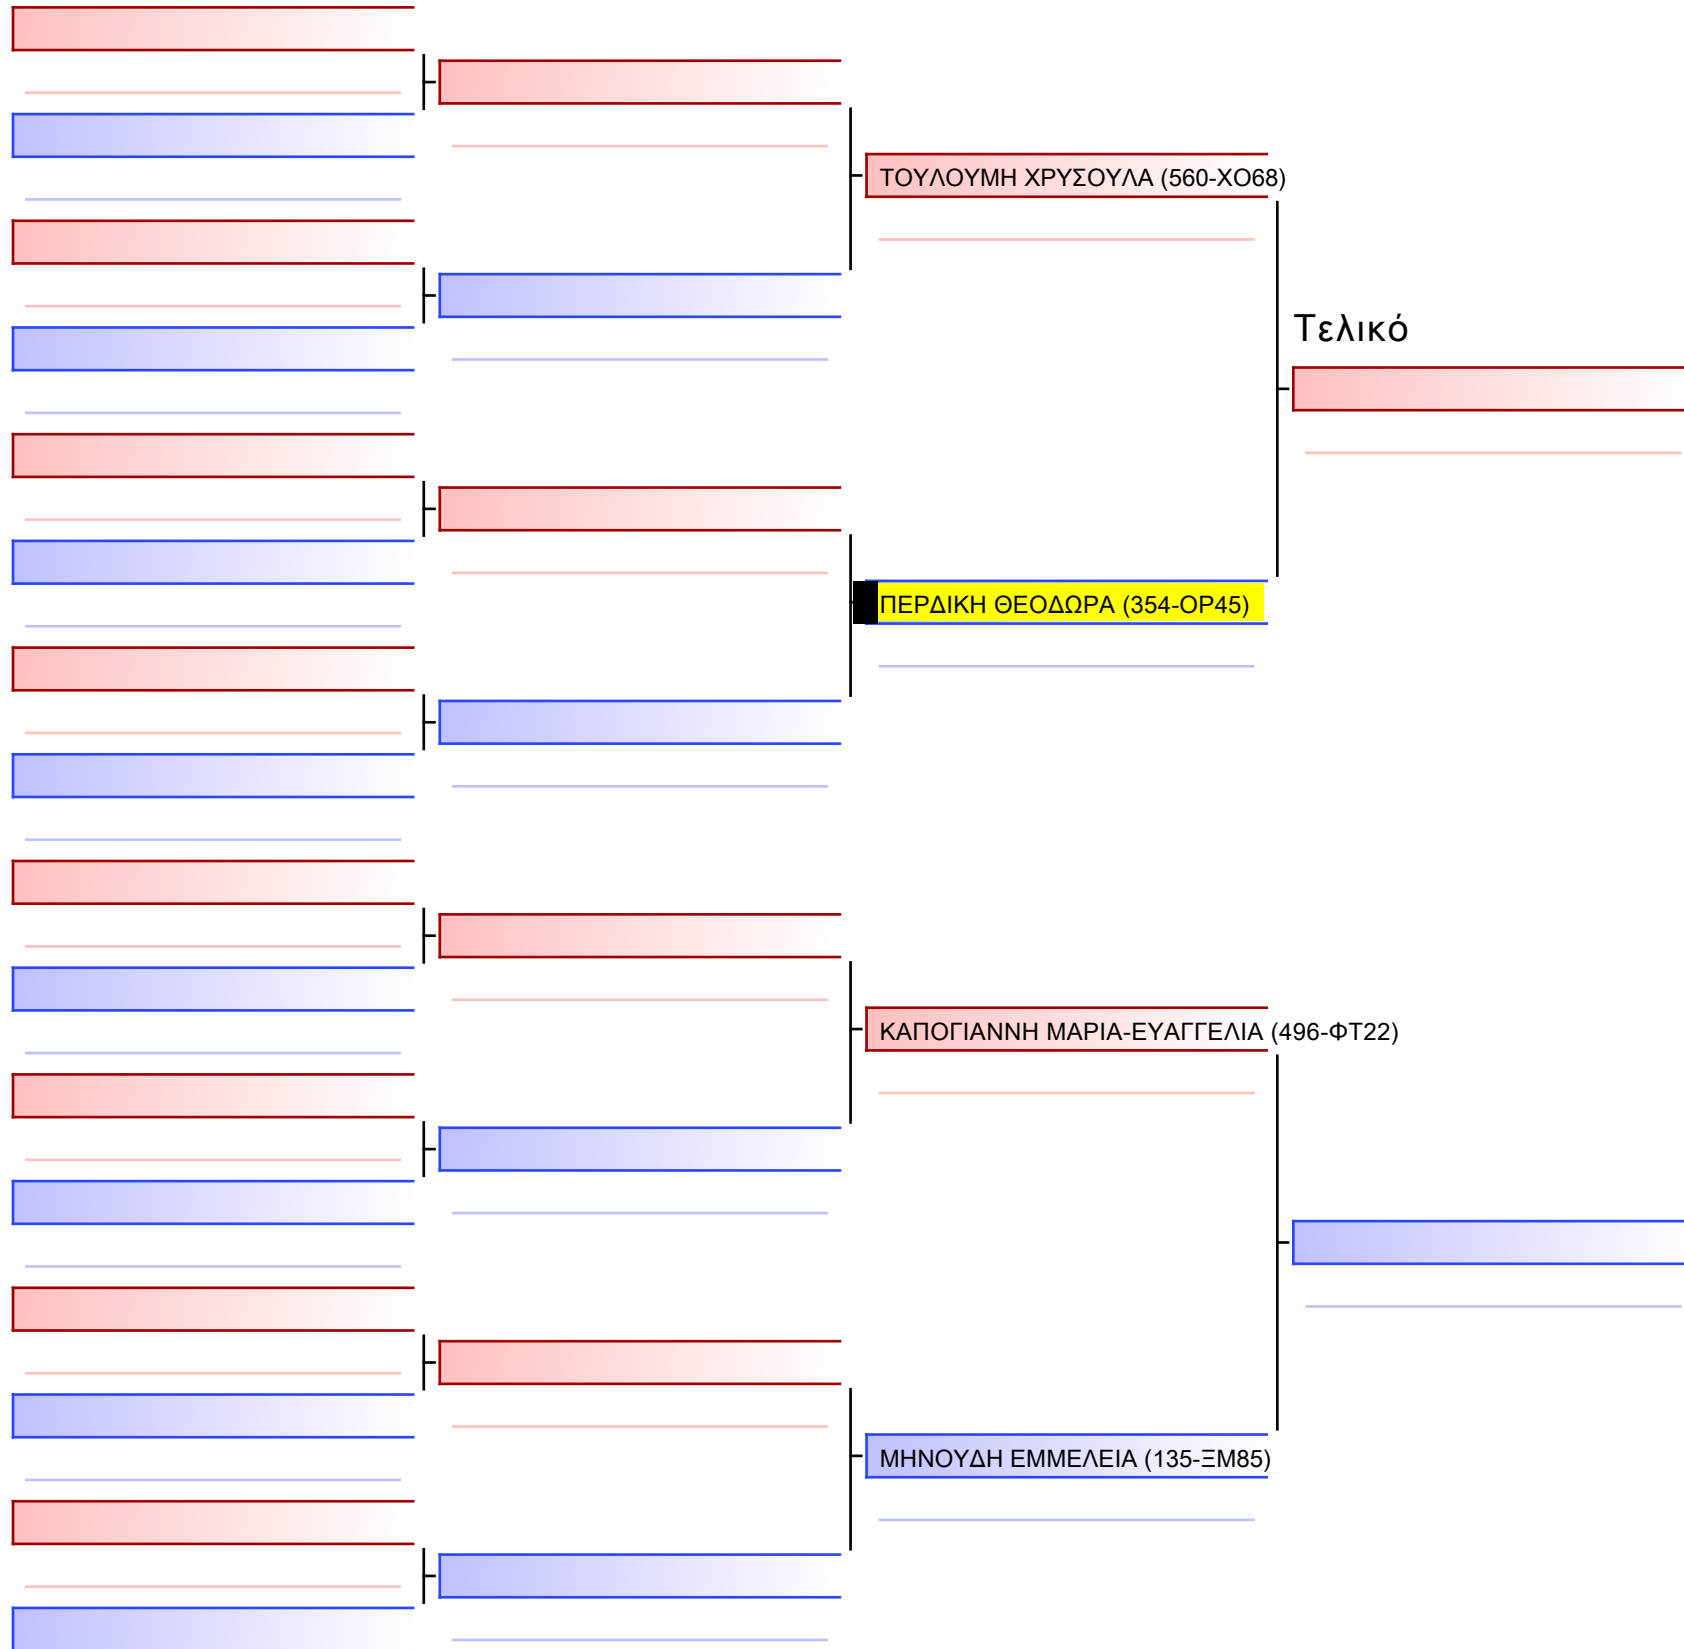 ΤΟΥΛΟΥΜΗ ΧΡΥΣΟΥΛΑ (560-ΧΟ68)
Τελικό
ΠΕΡΔΙΚΗ ΘΕΟΔΩΡΑ (354-ΟΡ45)
ΚΑΠΟΓΙΑΝΝΗ ΜΑΡΙΑ-ΕΥΑΓΓΕΛΙΑ (496-ΦΤ22)
ΜΗΝΟΥΔΗ ΕΜΜΕΛΕΙΑ (135-ΞΜ85)